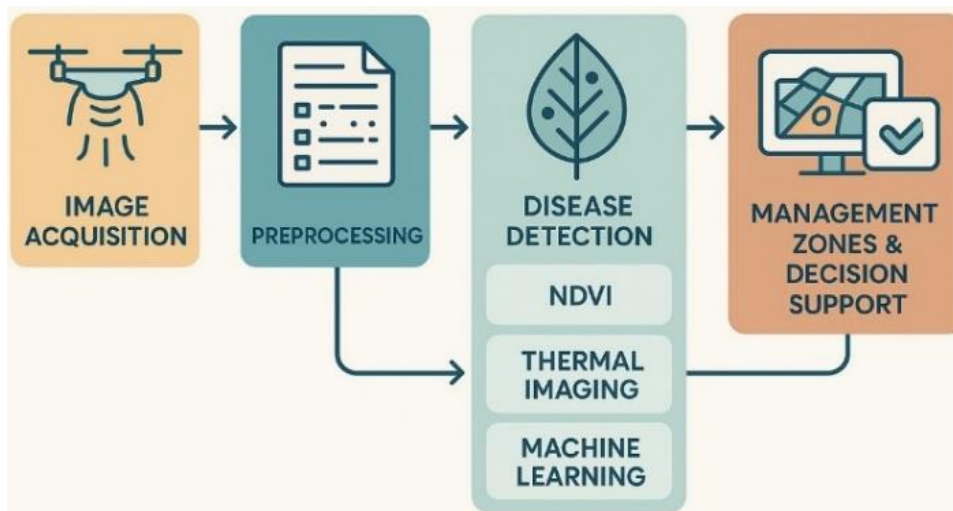 IMAGE
ACQUISITION
PREPROCESSING
DISEASE
DETECTION
NDVI
THERMAL
IMAGING
MACHINE
LEARNING
MANAGEMENT
ZONES &
DECISION
SUPPORT